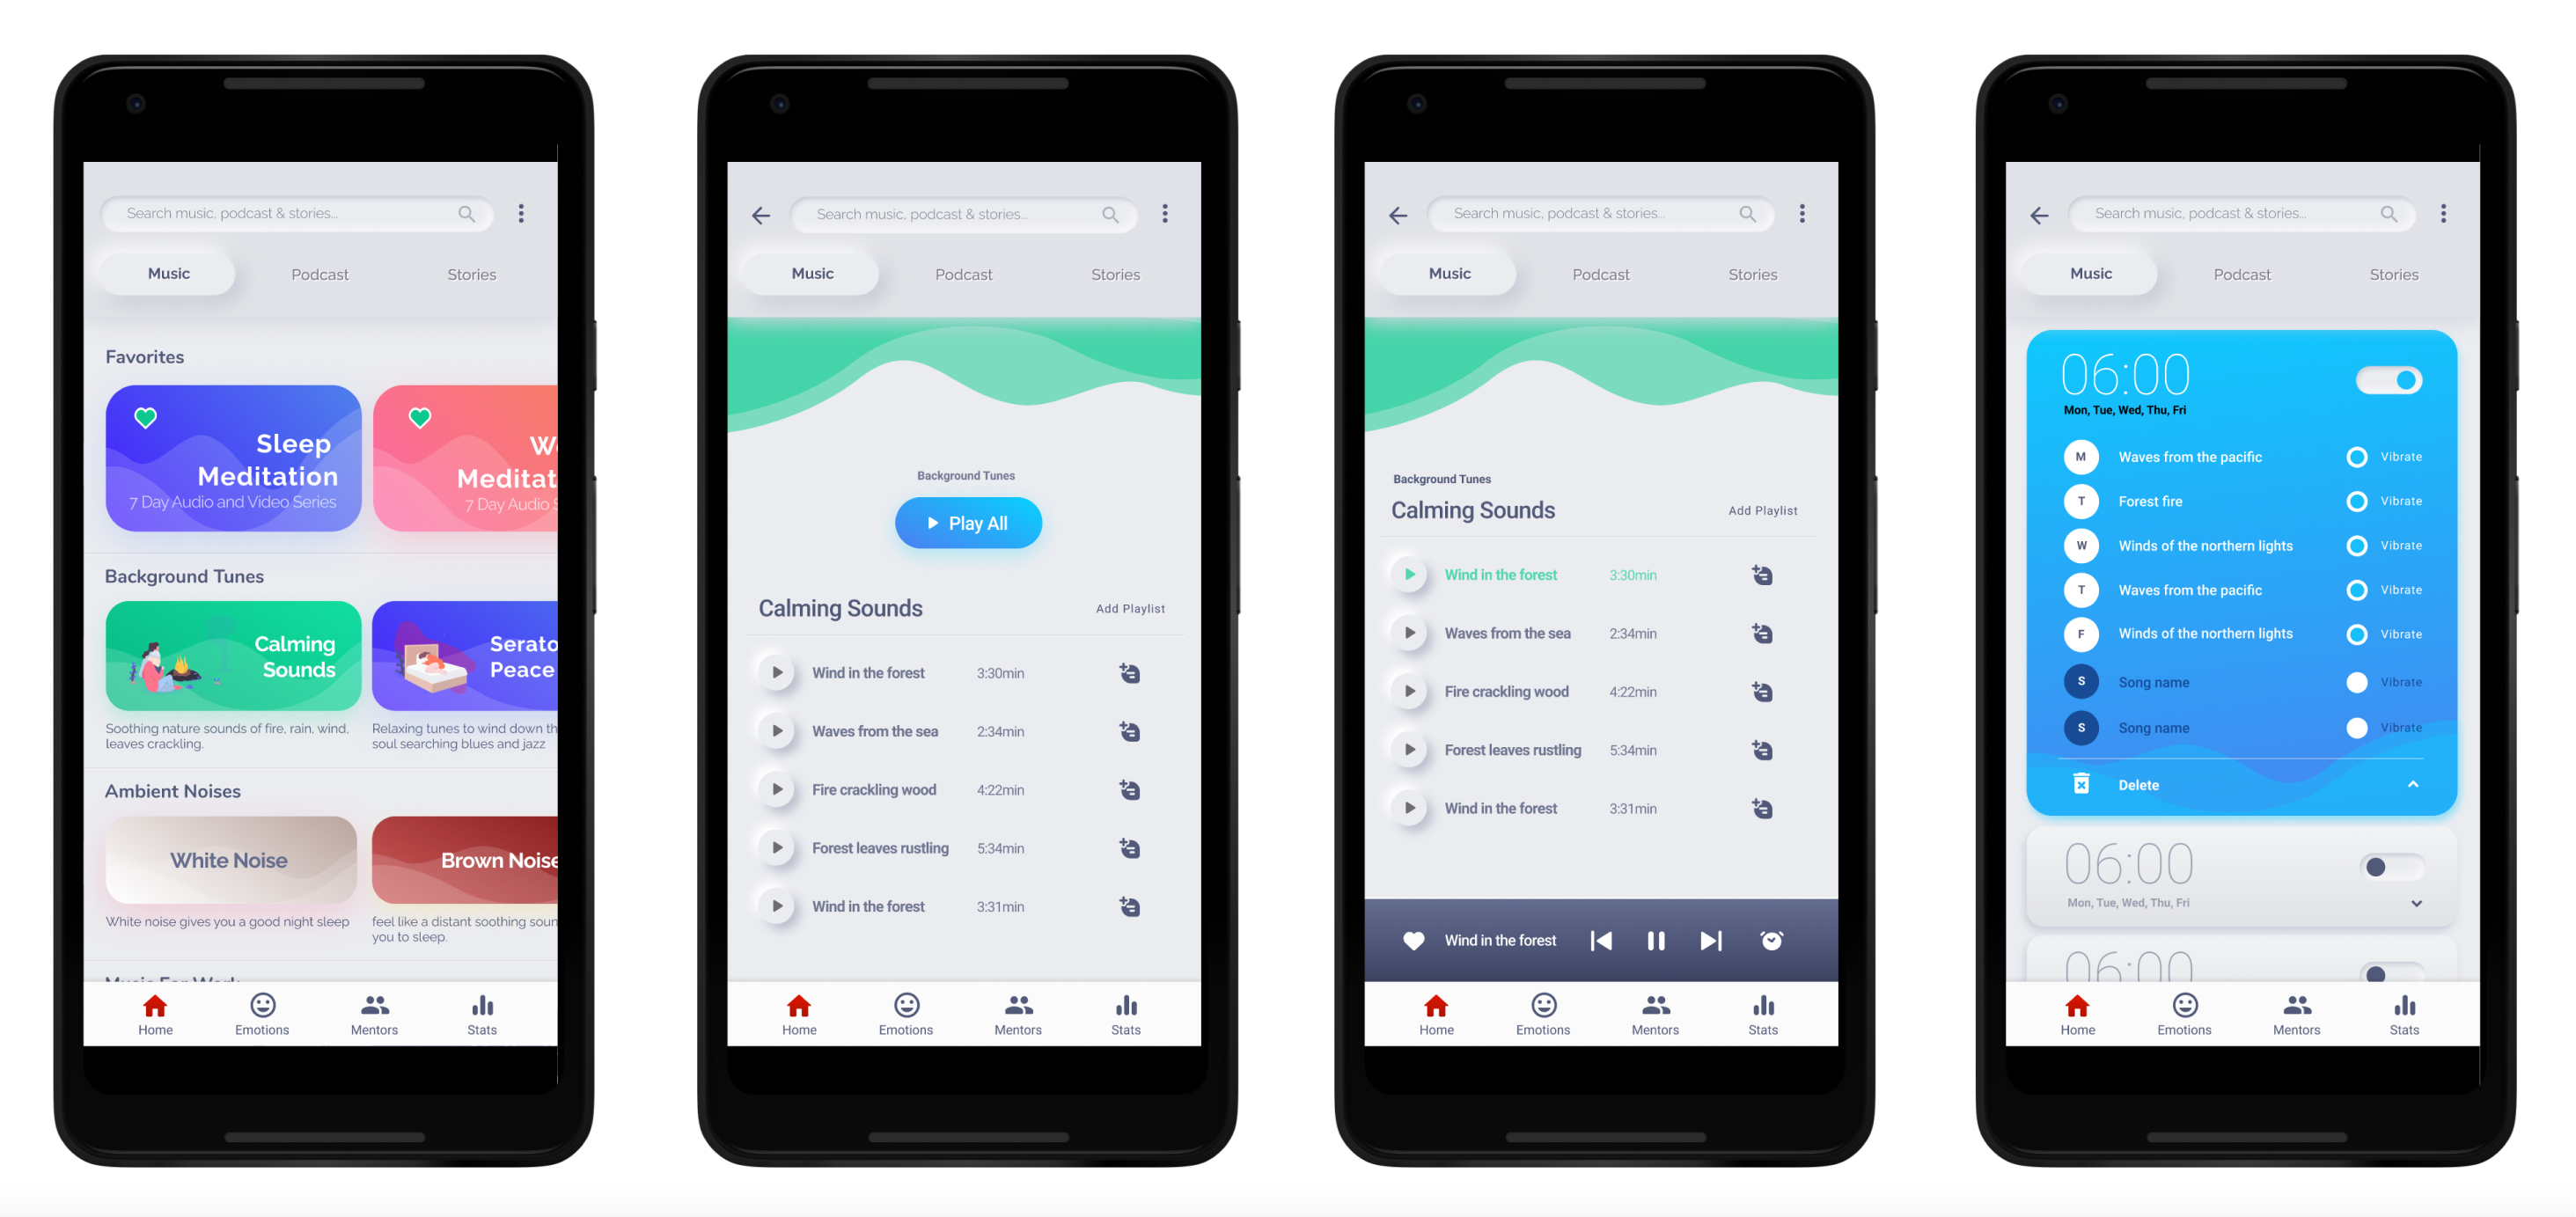 Search music, podcast & stories...
Music Podcast Stories
Favorites
Sleep
Meditation
7 Day Audio and Video Series
W
Meditat
7 Day Audio
Background Tunes
Calming
Sounds
Serato
Peace
Soothing nature sounds of fire, rain, wind,
leaves crackling.
Relaxing tunes to wind down th
soul searching blues and jazz
Ambient Noises
White Noise
Brown Noise
White noise gives you a good night sleep
feel like a distant soothing soun
you to sleep.
Music For Work
Home Emotions Mentors Stats
Search music, podcast & stories...
Music Podcast Stories
Background Tunes
Play All
Calming Sounds Add Playlist
Wind in the forest 3:30min
Waves from the sea 2:34min
Fire crackling wood 4:22min
Forest leaves rustling 5:34min
Wind in the forest 3:31min
Home Emotions Mentors Stats
Search music, podcast & stories...
Music Podcast Stories
Background Tunes
Calming Sounds Add Playlist
Wind in the forest 3:30min
Waves from the sea 2:34min
Fire crackling wood 4:22min
Forest leaves rustling 5:34min
Wind in the forest 3:31min
Wind in the forest
Home Emotions Mentors Stats
Search music, podcast & stories...
Music Podcast Stories
06:00
Mon, Tue, Wed, Thu, Fri
M Waves from the pacific Vibrate
T Forest fire Vibrate
W Winds of the northern lights Vibrate
T Waves from the pacific Vibrate
F Winds of the northern lights Vibrate
S Song name Vibrate
S Song name Vibrate
Delete
06:00
Mon, Tue, Wed, Thu, Fri
06:00
Home Emotions Mentors Stats